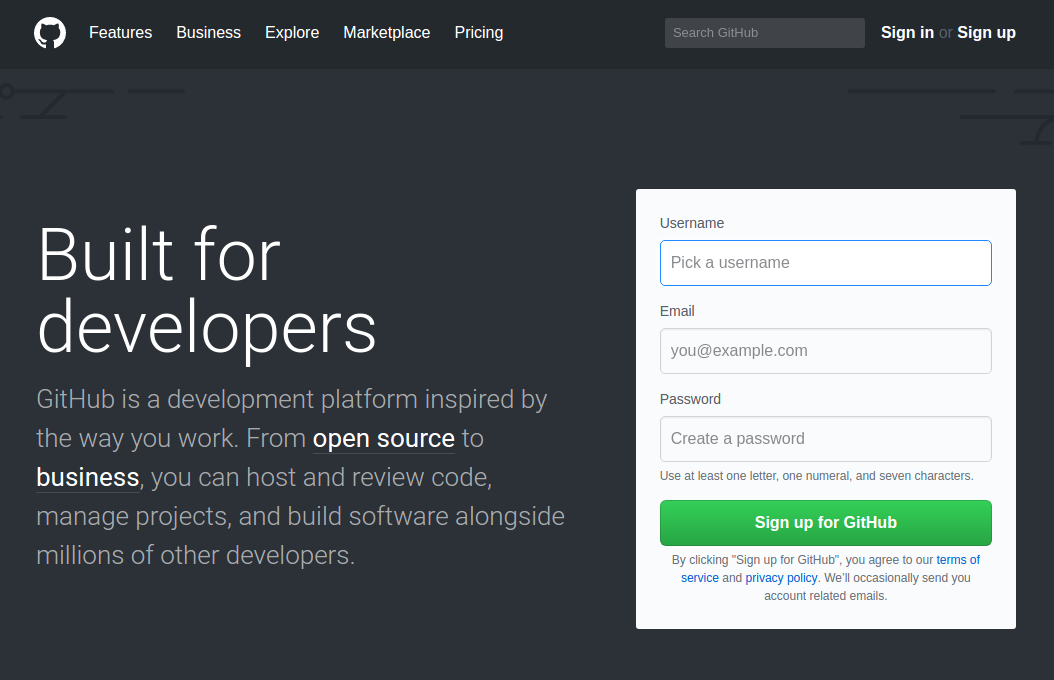 Features Business Explore Marketplace Pricing Search GitHub Sign in or Sign up
Built for
developers
GitHub is a development platform inspired by
the way you work. From open source to
business, you can host and review code,
manage projects, and build software alongside
millions of other developers.
Username
Pick a username
Email
you@example.com
Password
Create a password
Use at least one letter, one numeral, and seven characters.
Sign up for GitHub
By clicking "Sign up for GitHub", you agree to our terms of
service and privacy policy. We’ll occasionally send you
account related emails.